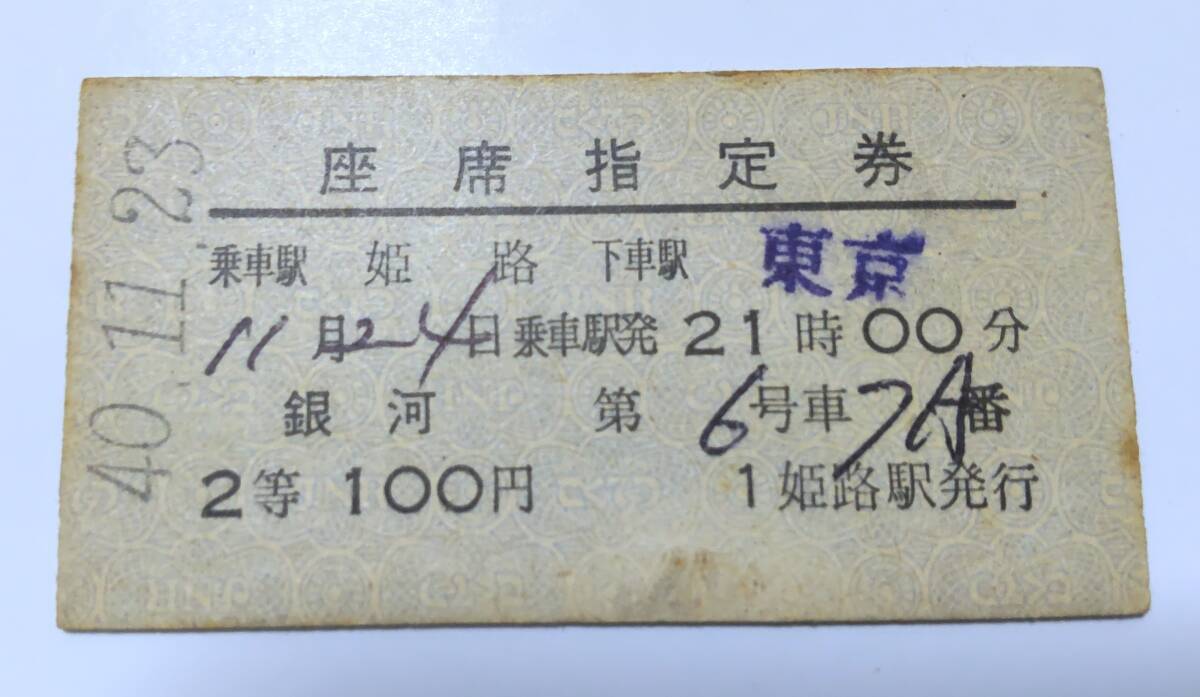 座席指定券
乗車駅 姫路 下車駅 東京
11月24日乗車駅発 21時00分
銀河 第6号車7A番
2等 100円 1姫路駅発行
40.11.23